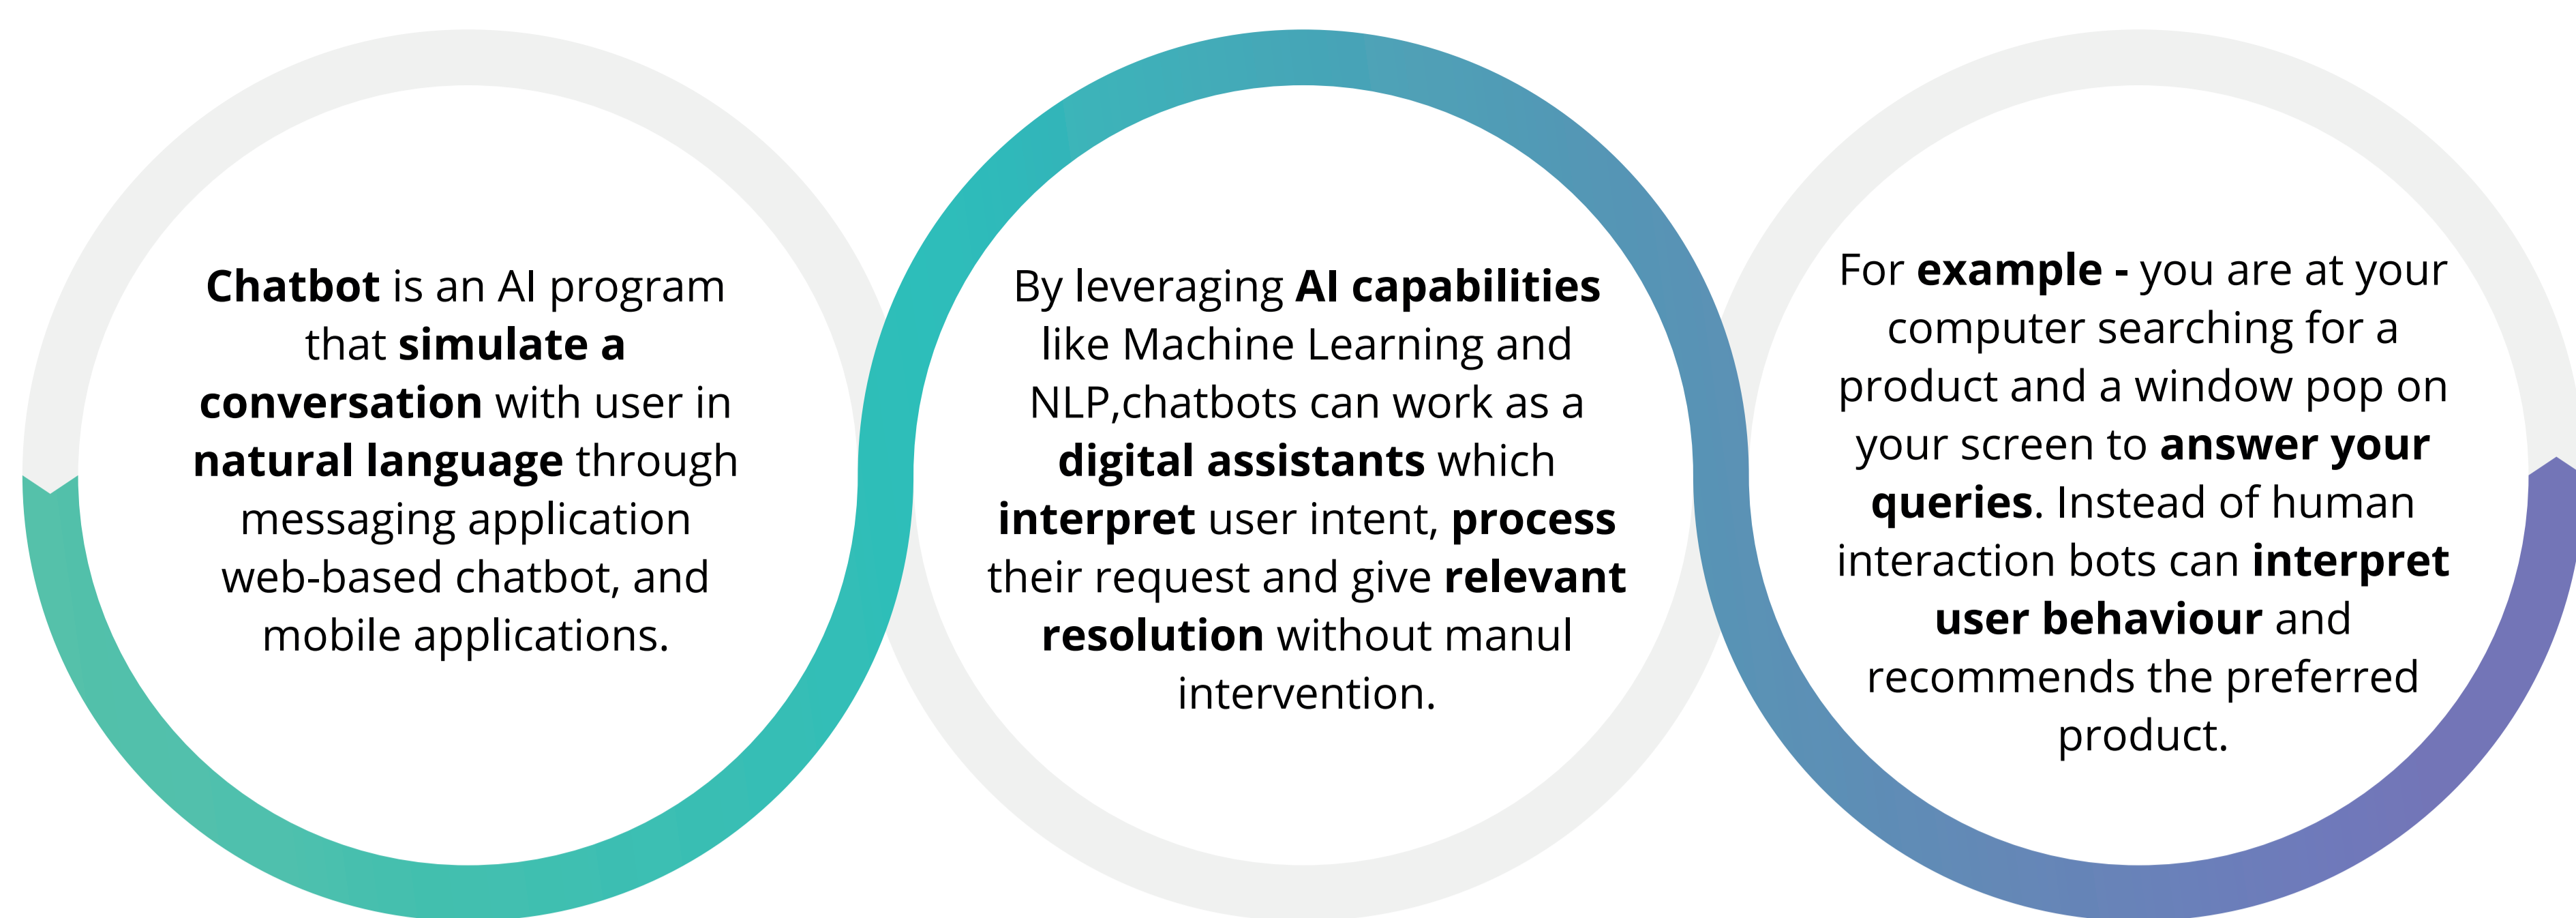 Chatbot is an AI program
that simulate a
conversation with user in
natural language through
messaging application
web-based chatbot, and
mobile applications.
By leveraging AI capabilities
like Machine Learning and
NLP,chatbots can work as a
digital assistants which
interpret user intent, process
their request and give relevant
resolution without manul
intervention.
For example - you are at your
computer searching for a
product and a window pop on
your screen to answer your
queries. Instead of human
interaction bots can interpret
user behaviour and
recommends the preferred
product.